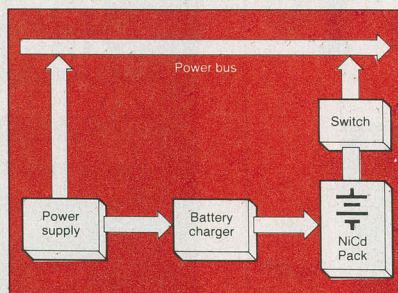 Power bus
Switch
Power
supply
Battery
charger
NiCd
Pack